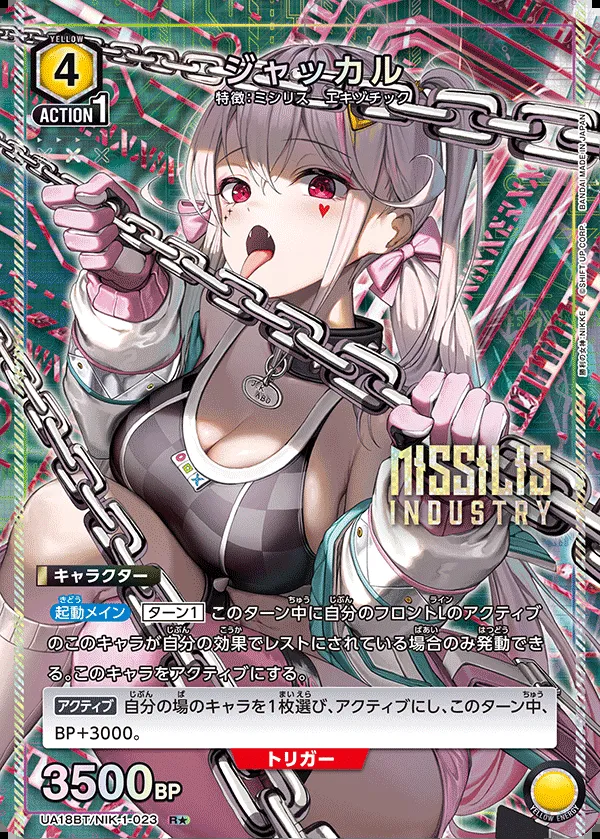 YELLOW
4
ACTION 1
ジャッカル
特徴:ミシリス エキゾチック
勝利の女神:NIKKE ©SHIFT UP CORP. BANDAI MADE IN JAPAN
MISSILIS
INDUSTRY
キャラクター
起動メイン ターン1 このターン中に自分のフロントLのアクティブ
のこのキャラが自分の効果でレストにされている場合のみ発動でき
る。このキャラをアクティブにする。
アクティブ 自分の場のキャラを1枚選び、アクティブにし、このターン中、
BP+3000。
トリガー
3500BP
UA18BT/NIK-1-023 R★
YELLOW ENERGY